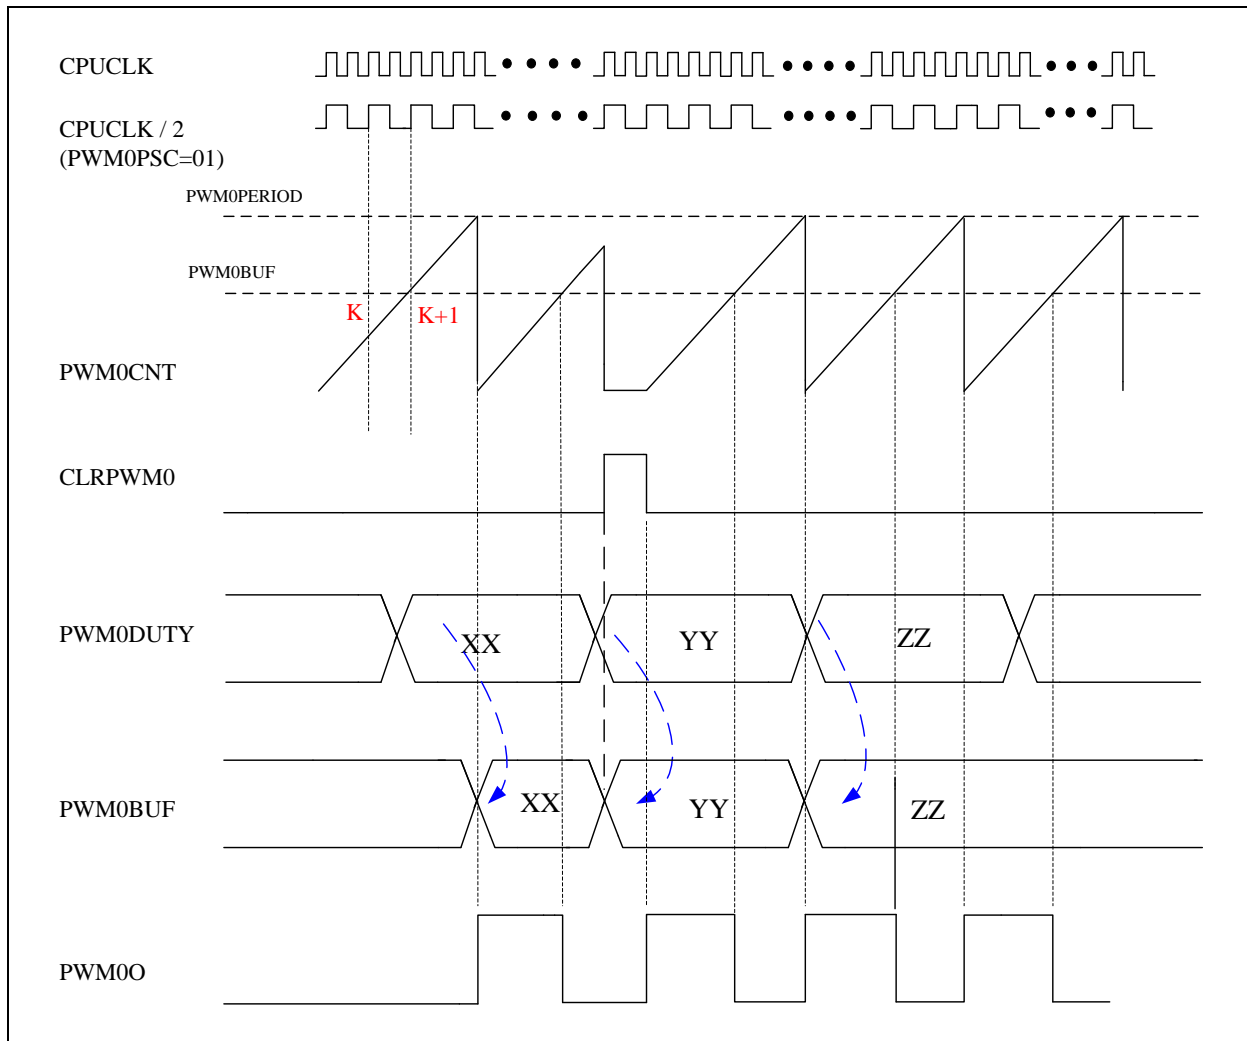 CPUCLK
CPUCLK / 2
(PWM0PSC=01)
PWM0PERIOD
PWM0BUF
K
K+1
PWM0CNT
CLRPWM0
PWM0DUTY
XX
YY
ZZ
PWM0BUF
XX
YY
ZZ
PWM0O